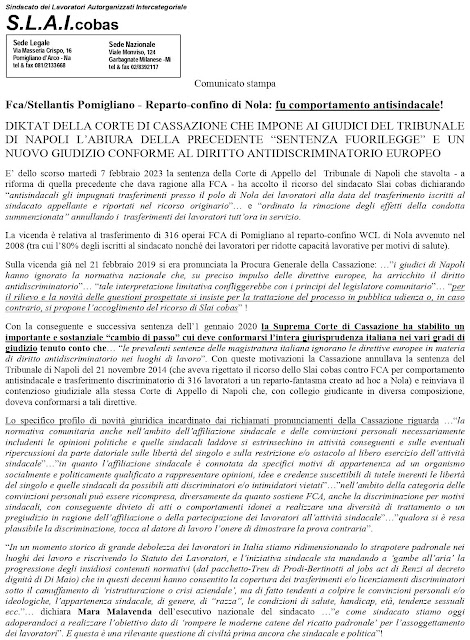 Sindacato dei Lavoratori Autorganizzati Intercategoriale
S.L.A.I.cobas
Sede Legale
Via Masseria Crispo, 16
Pomigliano d'Arco - Na
tel & fax 0812133668
Sede Nazionale
Viale Monviso, 124
Garbagnate Milanese -Mi
tel & fax 02/8392117
Comunicato stampa
Fca/Stellantis Pomigliano - Reparto-confino di Nola: fu comportamento antisindacale!
DIKTAT DELLA CORTE DI CASSAZIONE CHE IMPONE AI GIUDICI DEL TRIBUNALE
DI NAPOLI L'ABIURA DELLA PRECEDENTE "SENTENZA FUORILEGGE" E UN
NUOVO GIUDIZIO CONFORME AL DIRITTO ANTIDISCRIMINATORIO EUROPEO
E' dello scorso martedì 7 febbraio 2023 la sentenza della Corte di Appello del Tribunale di Napoli che stavolta - a
riforma di quella precedente che dava ragione alla FCA - ha accolto il ricorso del sindacato Slai cobas dichiarando
"antisindacali gli impugnati trasferimenti presso il polo di Nola dei lavoratori alla data del trasferimento iscritti al
sindacato appellante e riportati nel ricorso originario"… e "ordinato la rimozione degli effetti della condotta
summenzionata" annullando i trasferimenti dei lavoratori tutt'ora in servizio.
La vicenda è relativa al trasferimento di 316 operai FCA di Pomigliano al reparto-confino WCL di Nola avvenuto nel
2008 (tra cui l'80% degli iscritti al sindacato nonché dei lavoratori per ridotte capacità lavorative per motivi di salute).
Sulla vicenda già nel 21 febbraio 2019 si era pronunciata la Procura Generale della Cassazione: …"i giudici di Napoli
hanno ignorato la normativa nazionale che, su preciso impulso delle direttive europee, ha arricchito il diritto
antidiscriminatorio"… "tale interpretazione limitativa confliggerebbe con i principi del legislatore comunitario"… "per
il rilievo e la novità delle questioni prospettate si insiste per la trattazione del processo in pubblica udienza o, in caso
contrario, si propone l'accoglimento del ricorso di Slai cobas" !
Con la conseguente e successiva sentenza dell'1 gennaio 2020 la Suprema Corte di Cassazione ha stabilito un
importante e sostanziale "cambio di passo" cui deve conformarsi l'intera giurisprudenza italiana nei vari gradi di
giudizio tenuto conto che… "le prevalenti sentenze delle magistratura italiana ignorano le direttive europee in materia
di diritto antidiscriminatorio nei luoghi di lavoro". Con queste motivazioni la Cassazione annullava la sentenza del
Tribunale di Napoli del 21 novembre 2014 (che aveva rigettato il ricorso dello Slai cobas contro FCA per comportamento
antisindacale e trasferimento discriminatorio di 316 lavoratori a un reparto-fantasma creato ad hoc a Nola) e reinviava il
contenzioso giudiziale alla stessa Corte di Appello di Napoli che, con collegio giudicante in diversa composizione,
doveva conformarsi a tali direttive.
Lo specifico profilo di novità giuridica incardinato dai richiamati pronunciamenti della Cassazione riguarda …"la
normativa comunitaria anche nell'ambito dell'affiliazione sindacale e delle convinzioni personali necessariamente
includenti le opinioni politiche e quelle sindacali laddove si estrinsechino in attività conseguenti e sulle eventuali
ripercussioni da parte datoriale sulle libertà del singolo e sulla restrizione e/o ostacolo al libero esercizio dell'attività
sindacale"…"in quanto l'affiliazione sindacale è connotata da specifici motivi di appartenenza ad un organismo
socialmente e politicamente qualificato a rappresentare opinioni, idee e credenze suscettibili di tutele inerenti le libertà
del singolo e quelle sindacali da possibili atti discriminatori e/o intimidatori vietati"…"nell'ambito della categoria delle
convinzioni personali può essere ricompresa, diversamente da quanto sostiene FCA, anche la discriminazione per motivi
sindacali, con conseguente divieto di atti o comportamenti idonei a realizzare una diversità di trattamento o un
pregiudizio in ragione dell'affiliazione o della partecipazione dei lavoratori all'attività sindacale"…"qualora si è resa
plausibile la discriminazione, tocca al datore di lavoro l'onere di dimostrare la prova contraria".
"In un momento storico di grande debolezza dei lavoratori in Italia stiamo ridimensionando lo strapotere padronale nei
luoghi di lavoro e riscrivendo lo Statuto dei Lavoratori, e l'iniziativa sindacale sta mandando a 'gambe all'aria' la
progressione degli insidiosi contenuti normativi (dal pacchetto-Treu di Prodi-Bertinotti al jobs act di Renzi al decreto
dignità di Di Maio) che in questi decenni hanno consentito la copertura dei trasferimenti e/o licenziamenti discriminatori
sotto il camuffamento di 'ristrutturazione o crisi aziendale', ma di fatto tendenti a colpire le convinzioni personali e/o
ideologiche, l'appartenenza sindacale, di genere, di "razza", le condizioni di salute, handicap, età, tendenze sessuali
ecc."… dichiara Mara Malavenda dell'esecutivo nazionale del sindacato …"e come sindacato stiamo oggi
adoperandoci a realizzare l'obiettivo dato di 'rompere le moderne catene del ricatto padronale' per l'assoggettamento
dei lavoratori". E questa è una rilevante questione di civiltà prima ancora che sindacale e politica"!